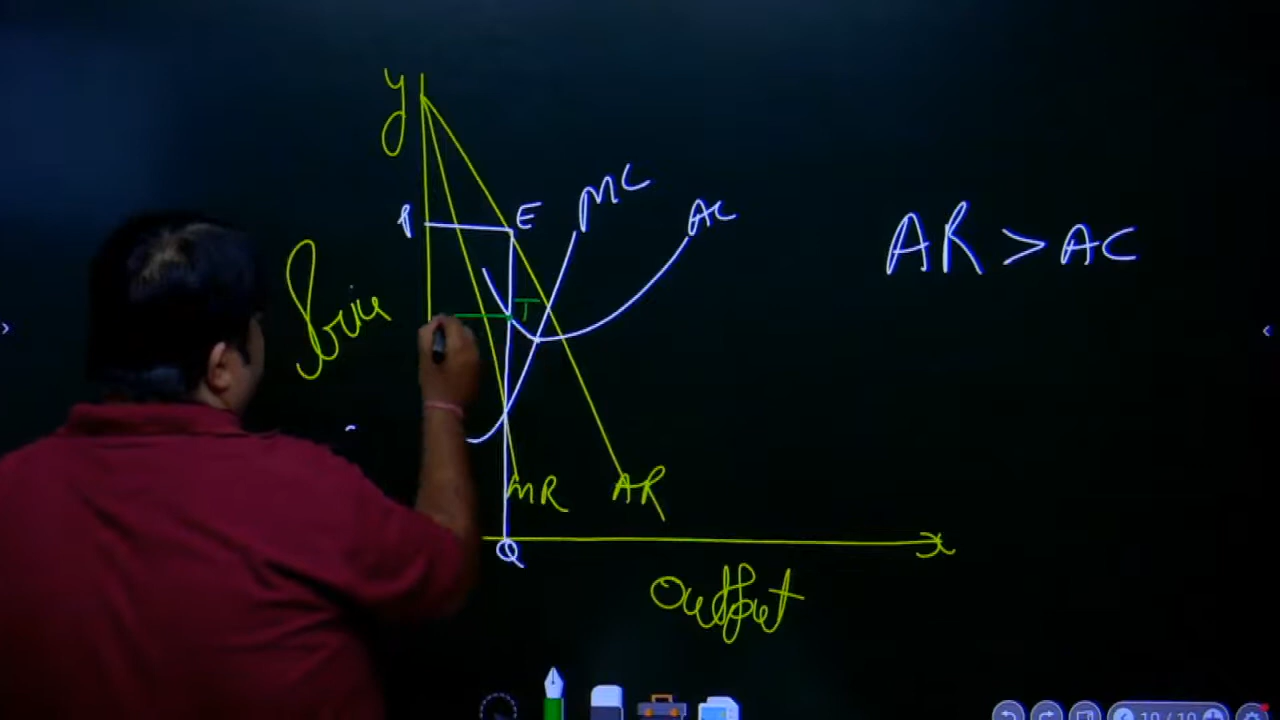 y
MC
P E AC
AR > AC
Price
T
MR AR
x
Q
Output